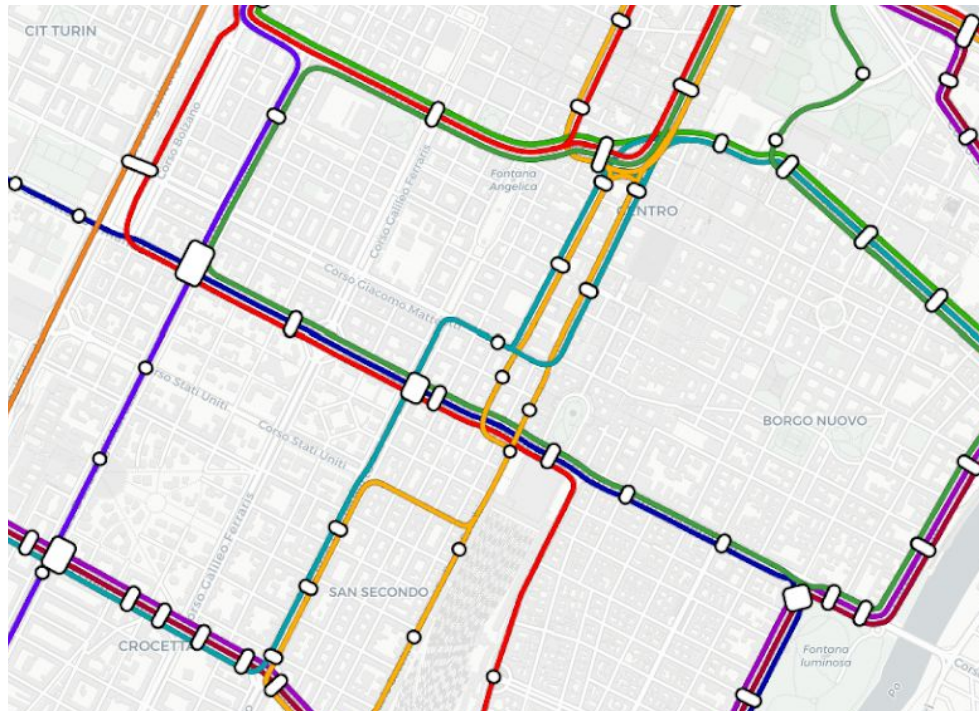 CIT TURIN
Corso Bolzano
Fontana
Angelica
CENTRO
Corso Galileo Ferraris
Corso Giacomo Matteotti
Corso Stati Uniti
Corso Stati Uniti
BORGO NUOVO
Corso Galileo Ferraris
SAN SECONDO
CROCETTA
Fontana
luminosa
Corso
Po